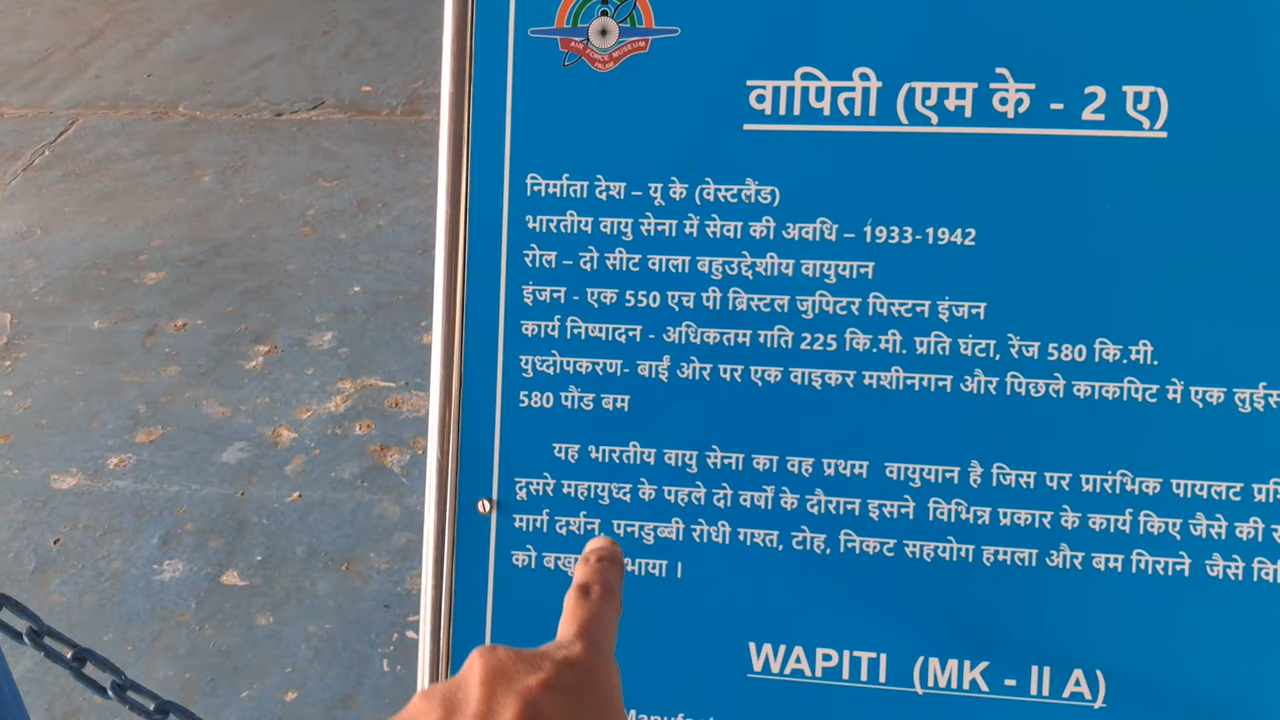 AIR FORCE MUSEUM
PALAM
वापिती (एम के - 2 ए)
निर्माता देश – यू के (वेस्टलैंड)
भारतीय वायु सेना में सेवा की अवधि – 1933-1942
रोल – दो सीट वाला बहुउद्देशीय वायुयान
इंजन - एक 550 एच पी ब्रिस्टल जुपिटर पिस्टन इंजन
कार्य निष्पादन - अधिकतम गति 225 कि.मी. प्रति घंटा, रेंज 580 कि.मी.
युध्दोपकरण- बाईं ओर पर एक वाइकर मशीनगन और पिछले काकपिट में एक लुईस
580 पौंड बम
यह भारतीय वायु सेना का वह प्रथम वायुयान है जिस पर प्रारंभिक पायलट
दूसरे महायुध्द के पहले दो वर्षों के दौरान इसने विभिन्न प्रकार के कार्य किए जैसे की
मार्ग दर्शन, पनडुब्बी रोधी गश्त, टोह, निकट सहयोग हमला और बम गिराने जैसे
को
WAPITI (MK - II A)